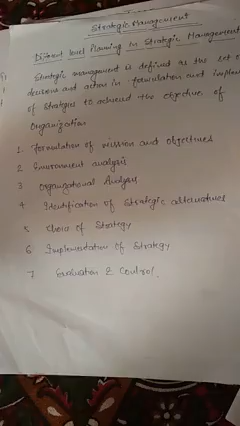 Strategic Management
Different level Planning in Strategic Management
Strategic management is defined as the set of
decisions and actions in formulation and implem
of Strategies to achieved the objective of
Organization
1. Formulation of mission and objectives
2 Environment analysis
3 Organizational Analysis
4 Identification of Strategic alternatives
5 Choice of Strategy
6 Implementation of Strategy
7 Evaluation & Control.